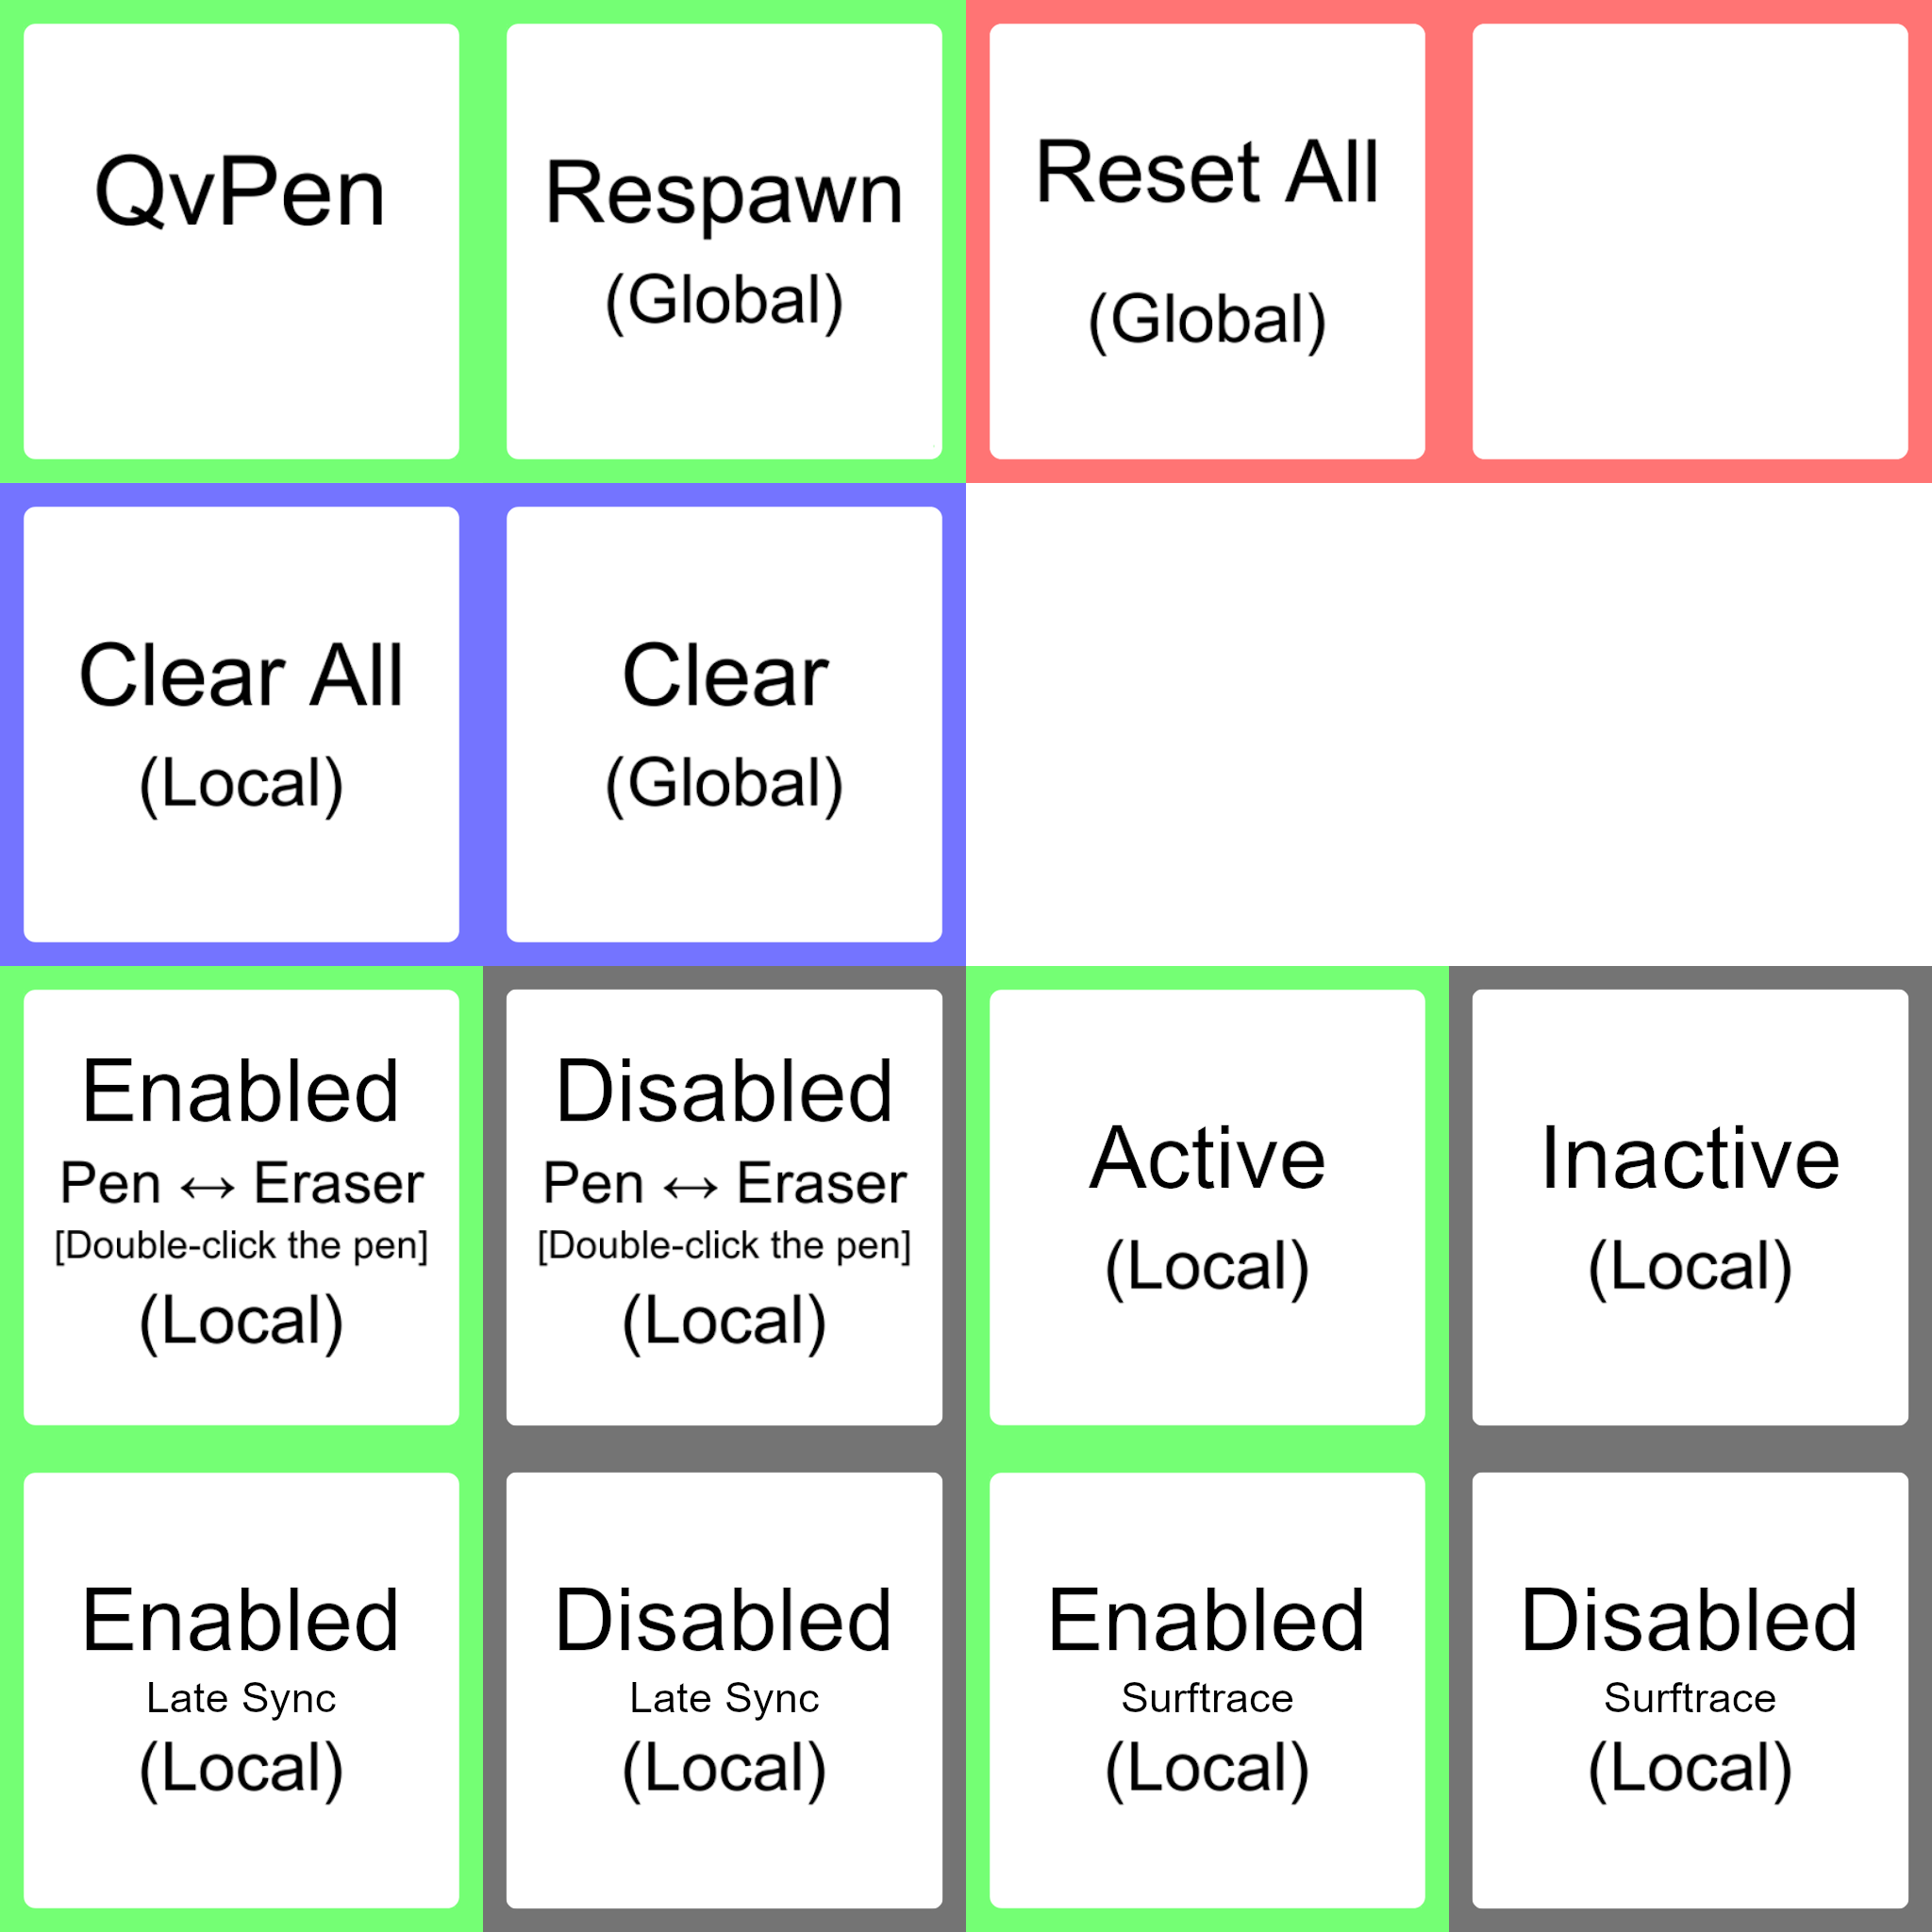 QvPen
Respawn
(Global)
Reset All
(Global)
Clear All
(Local)
Clear
(Global)
Enabled
Pen ↔ Eraser
[Double-click the pen]
(Local)
Disabled
Pen ↔ Eraser
[Double-click the pen]
(Local)
Active
(Local)
Inactive
(Local)
Enabled
Late Sync
(Local)
Disabled
Late Sync
(Local)
Enabled
Surftrace
(Local)
Disabled
Surftrace
(Local)